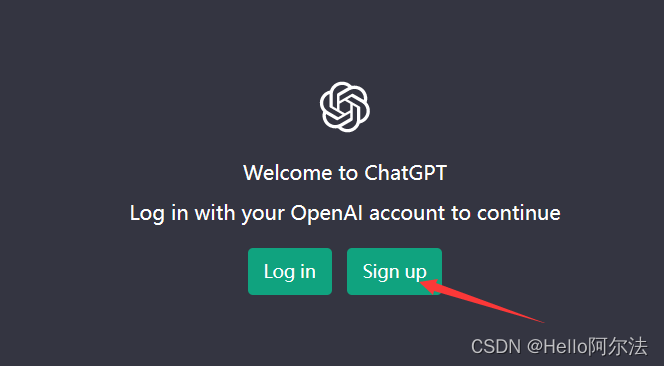 Welcome to ChatGPT
Log in with your OpenAI account to continue
Log in Sign up
CSDN @Hello阿尔法